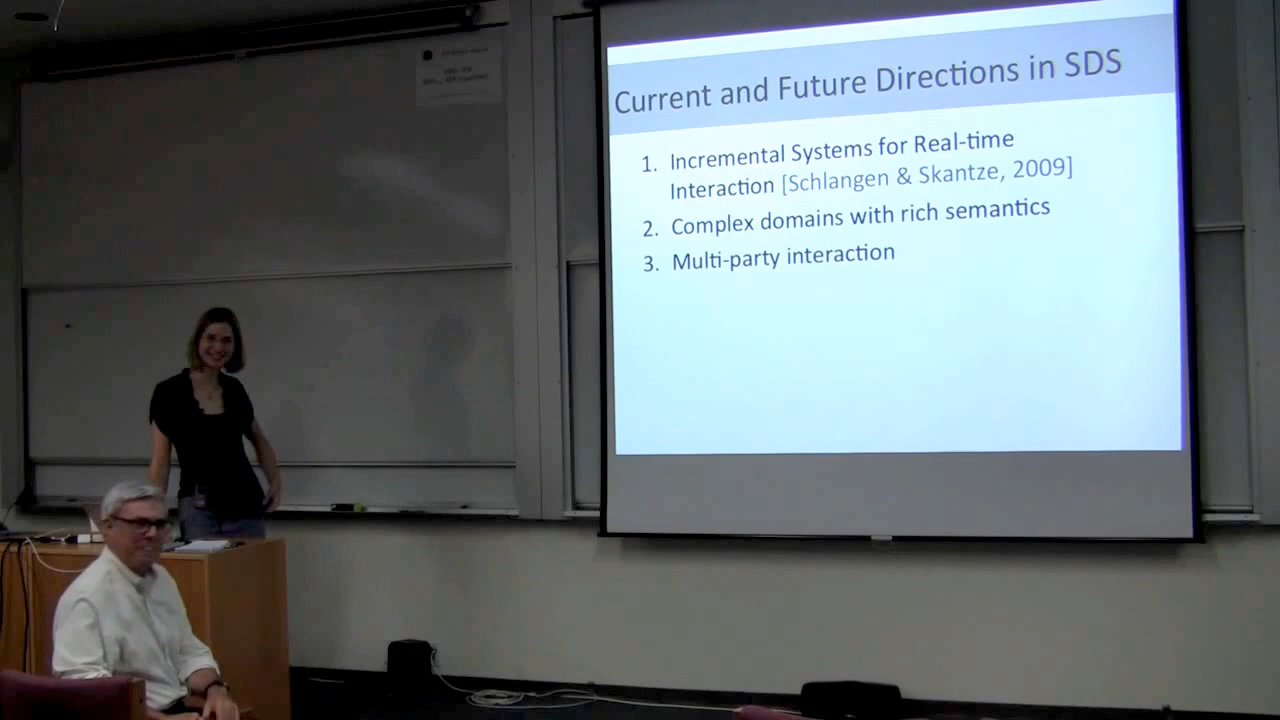 Current and Future Directions in SDS
1. Incremental Systems for Real-time
Interaction [Schlangen & Skantze, 2009]
2. Complex domains with rich semantics
3. Multi-party interaction